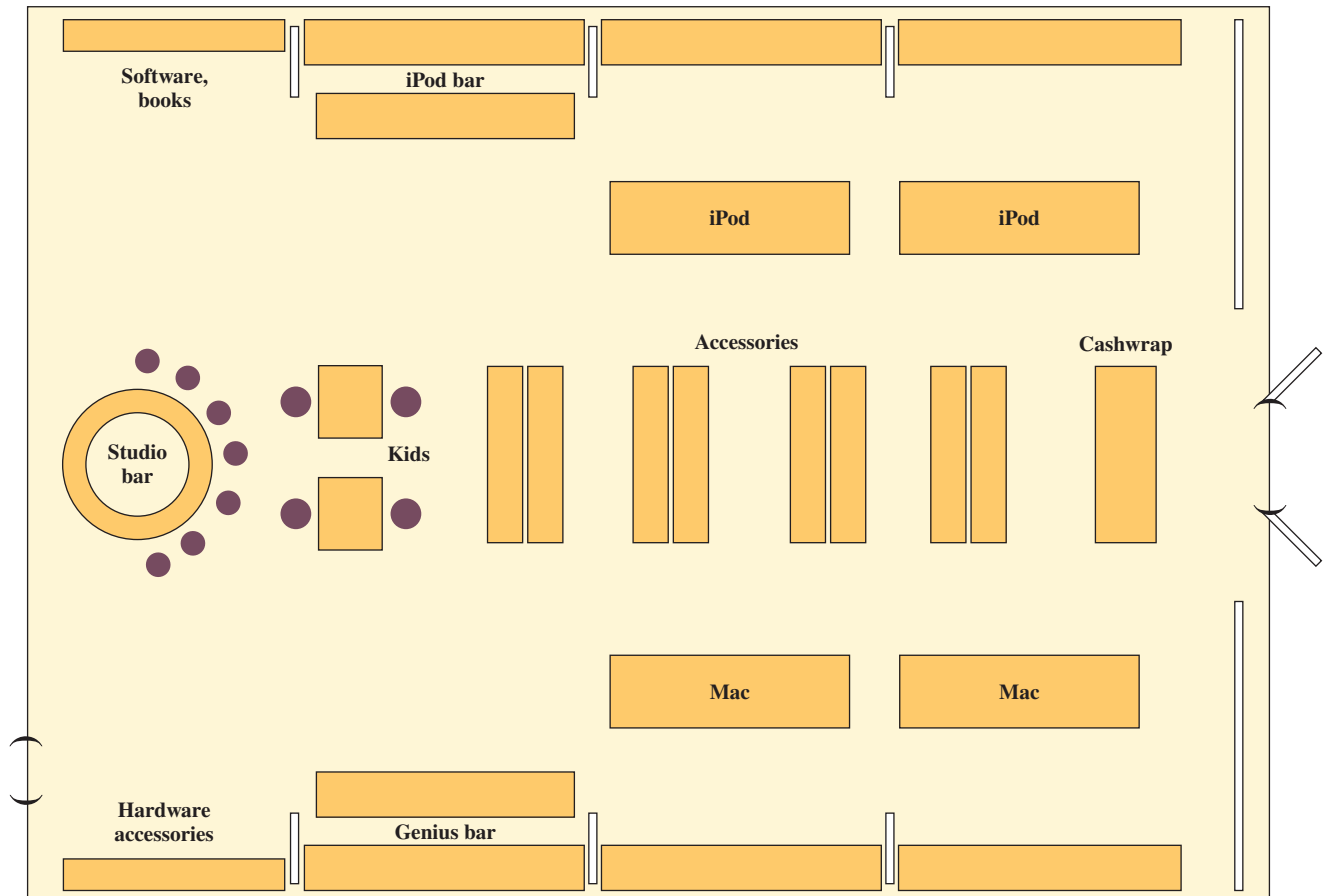 Software,
books
iPod bar
iPod
iPod
Accessories
Cashwrap
Studio
bar
Kids
Mac
Mac
Hardware
accessories
Genius bar